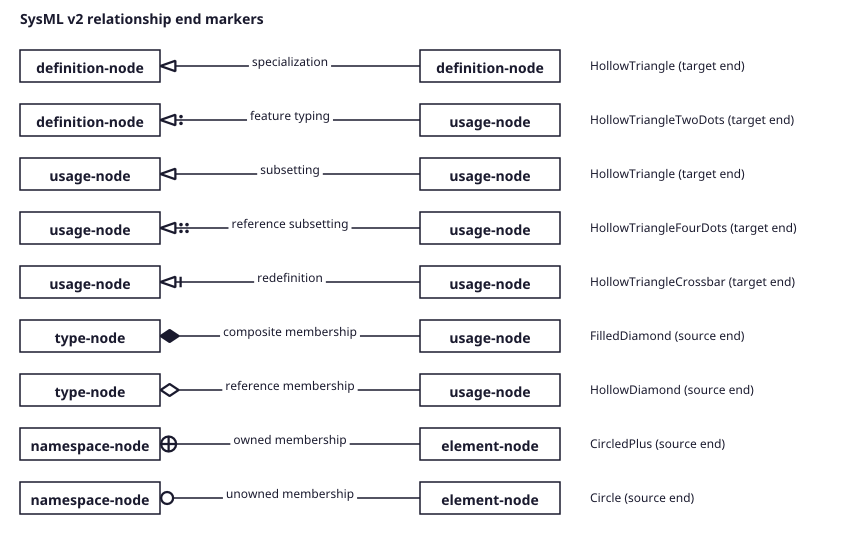 SysML v2 relationship end markers
definition-node specialization definition-node HollowTriangle (target end)
definition-node feature typing usage-node HollowTriangleTwoDots (target end)
usage-node subsetting usage-node HollowTriangle (target end)
usage-node reference subsetting usage-node HollowTriangleFourDots (target end)
usage-node redefinition usage-node HollowTriangleCrossbar (target end)
type-node composite membership usage-node FilledDiamond (source end)
type-node reference membership usage-node HollowDiamond (source end)
namespace-node owned membership element-node CircledPlus (source end)
namespace-node unowned membership element-node Circle (source end)